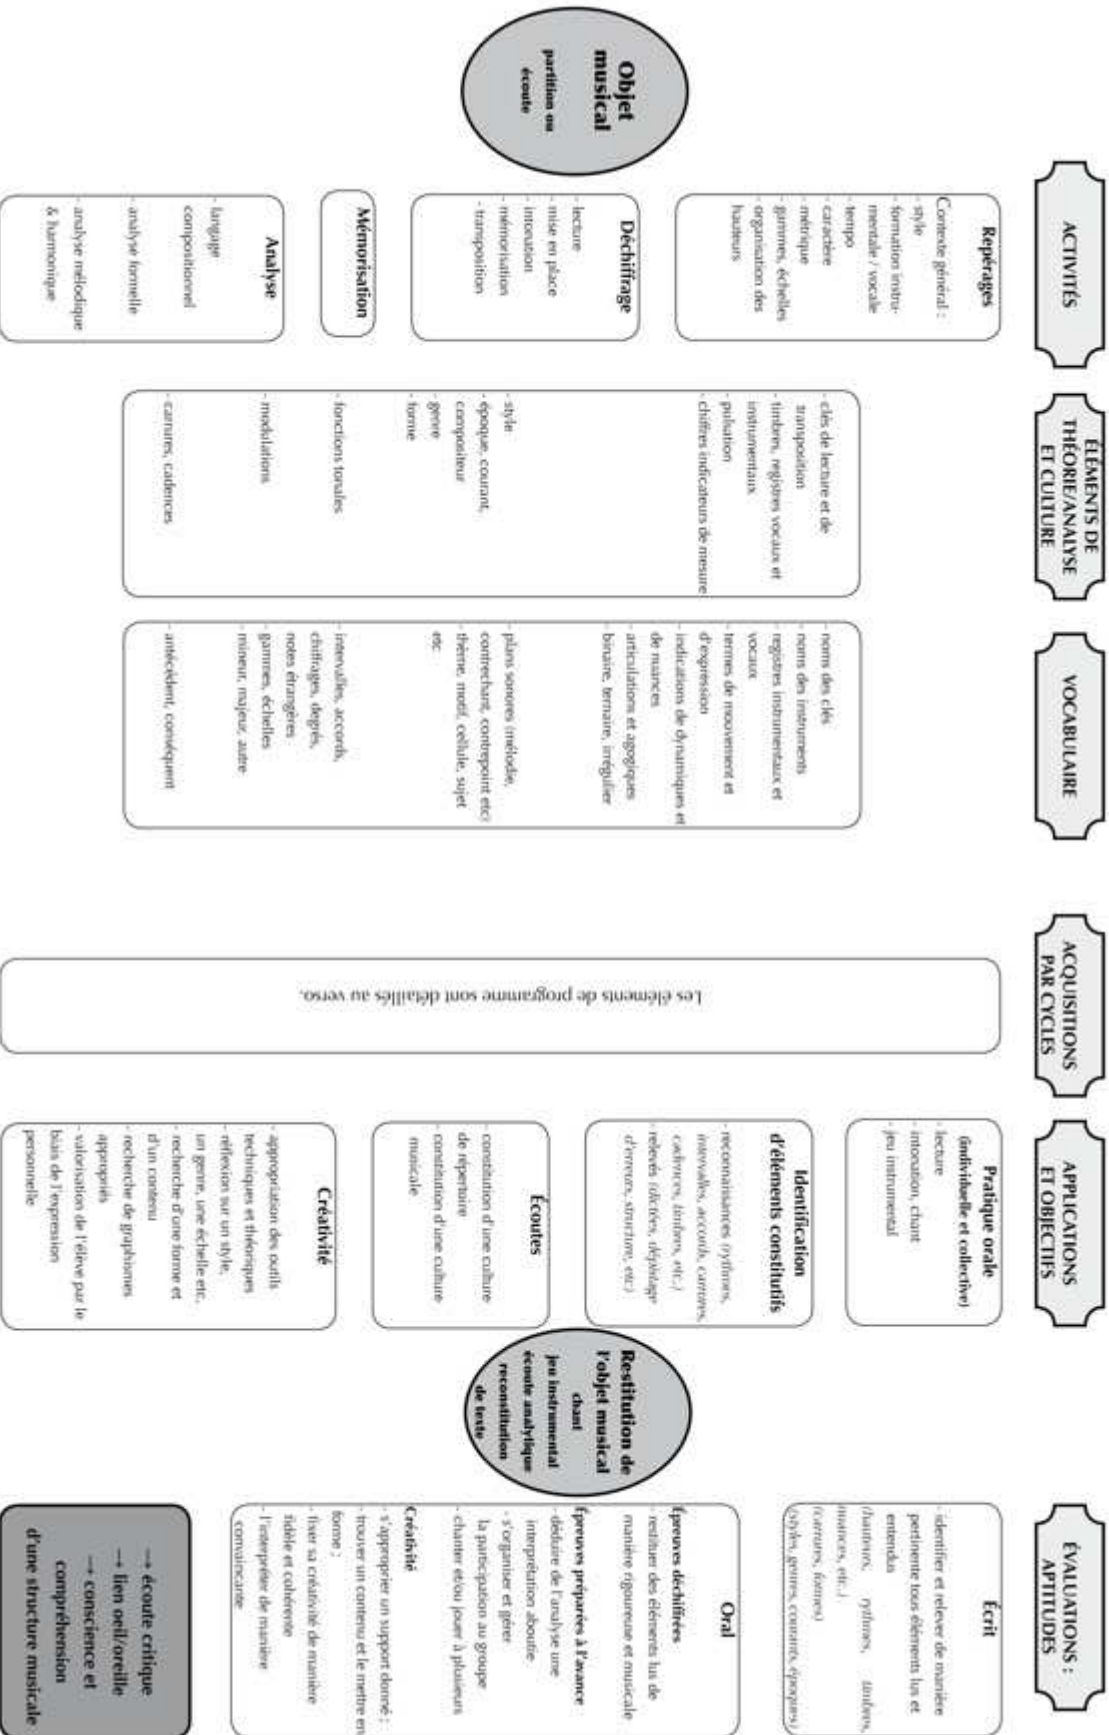 Objet
musical
partition ou
écoute
ACTIVITÉS
Repérages
Contexte général :
- style
- formation instru-
mentale / vocale
- tempo
- caractère
- métrique
- gammes, échelles
- organisation des
hauteurs
Déchiffrage
- lecture
- mise en place
- intonation
- mémorisation
- transposition
Mémorisation
Analyse
- langage
compositionnel
- analyse formelle
- analyse mélodique
& harmonique
ÉLÉMENTS DE
THÉORIE/ANALYSE
ET CULTURE
- clés de lecture et de
transposition
- timbres, registres vocaux et
instrumentaux
- pulsation
- chiffres indicateurs de mesure
- style
- époque, courant,
compositeur
- genre
- forme
- fonctions tonales
- modulations
- carrures, cadences
VOCABULAIRE
- noms des clés
- noms des instruments
- registres instrumentaux et
vocaux
- termes de mouvement et
d'expression
- indications de dynamiques et
de nuances
- articulations et agogiques
- binaire, ternaire, irrégulier
- plans sonores (mélodie,
contrechant, contrepoint etc)
- thème, motif, cellule, sujet
etc
- intervalles, accords,
chiffrages, degrés,
notes étrangères
- gammes, échelles
- mineur, majeur, autre
- antécédent, conséquent
ACQUISITIONS
PAR CYCLES
Les éléments de programme sont détaillés au verso.
APPLICATIONS
ET OBJECTIFS
Pratique orale
(individuelle et collective)
- lecture
- intonation, chant
- jeu instrumental
Identification
d'éléments constitutifs
- reconnaissances (rythmes,
intervalles, accords, carrures,
cadences, timbres, etc.)
- relevés (dictées, dépistage
d'erreurs, structure, etc)
Écoutes
- constitution d'une culture
de répertoire
- constitution d'une culture
musicale
Créativité
- appropriation des outils
techniques et théoriques
- réflexion sur un style,
un genre, une échelle etc.
- recherche d'une forme et
d'un contenu
- recherche de graphismes
appropriés
- valorisation de l'élève par le
biais de l'expression
personnelle
Restitution de
l'objet musical
chant
jeu instrumental
écoute analytique
reconstitution
de texte
ÉVALUATIONS :
APTITUDES
Écrit
- identifier et relever de manière
pertinente tous éléments lus et
entendus
(hauteurs, rythmes, timbres,
nuances, etc.)
(carrures, formes)
(styles, genres, courants, époques)
Oral
Épreuves déchiffrées
- restituer des éléments lus de
manière rigoureuse et musicale
Épreuves préparées à l'avance
- déduire de l'analyse une
interprétation aboutie
- s'organiser et gérer
la participation au groupe
- chanter et/ou jouer à plusieurs
Créativité
- s'approprier un support donné ;
- trouver un contenu et le mettre en
forme ;
- fixer sa créativité de manière
fidèle et cohérente
- l'interpréter de manière
convaincante
→ écoute critique
→ lien oeil/oreille
→ conscience et
compréhension
d'une structure musicale